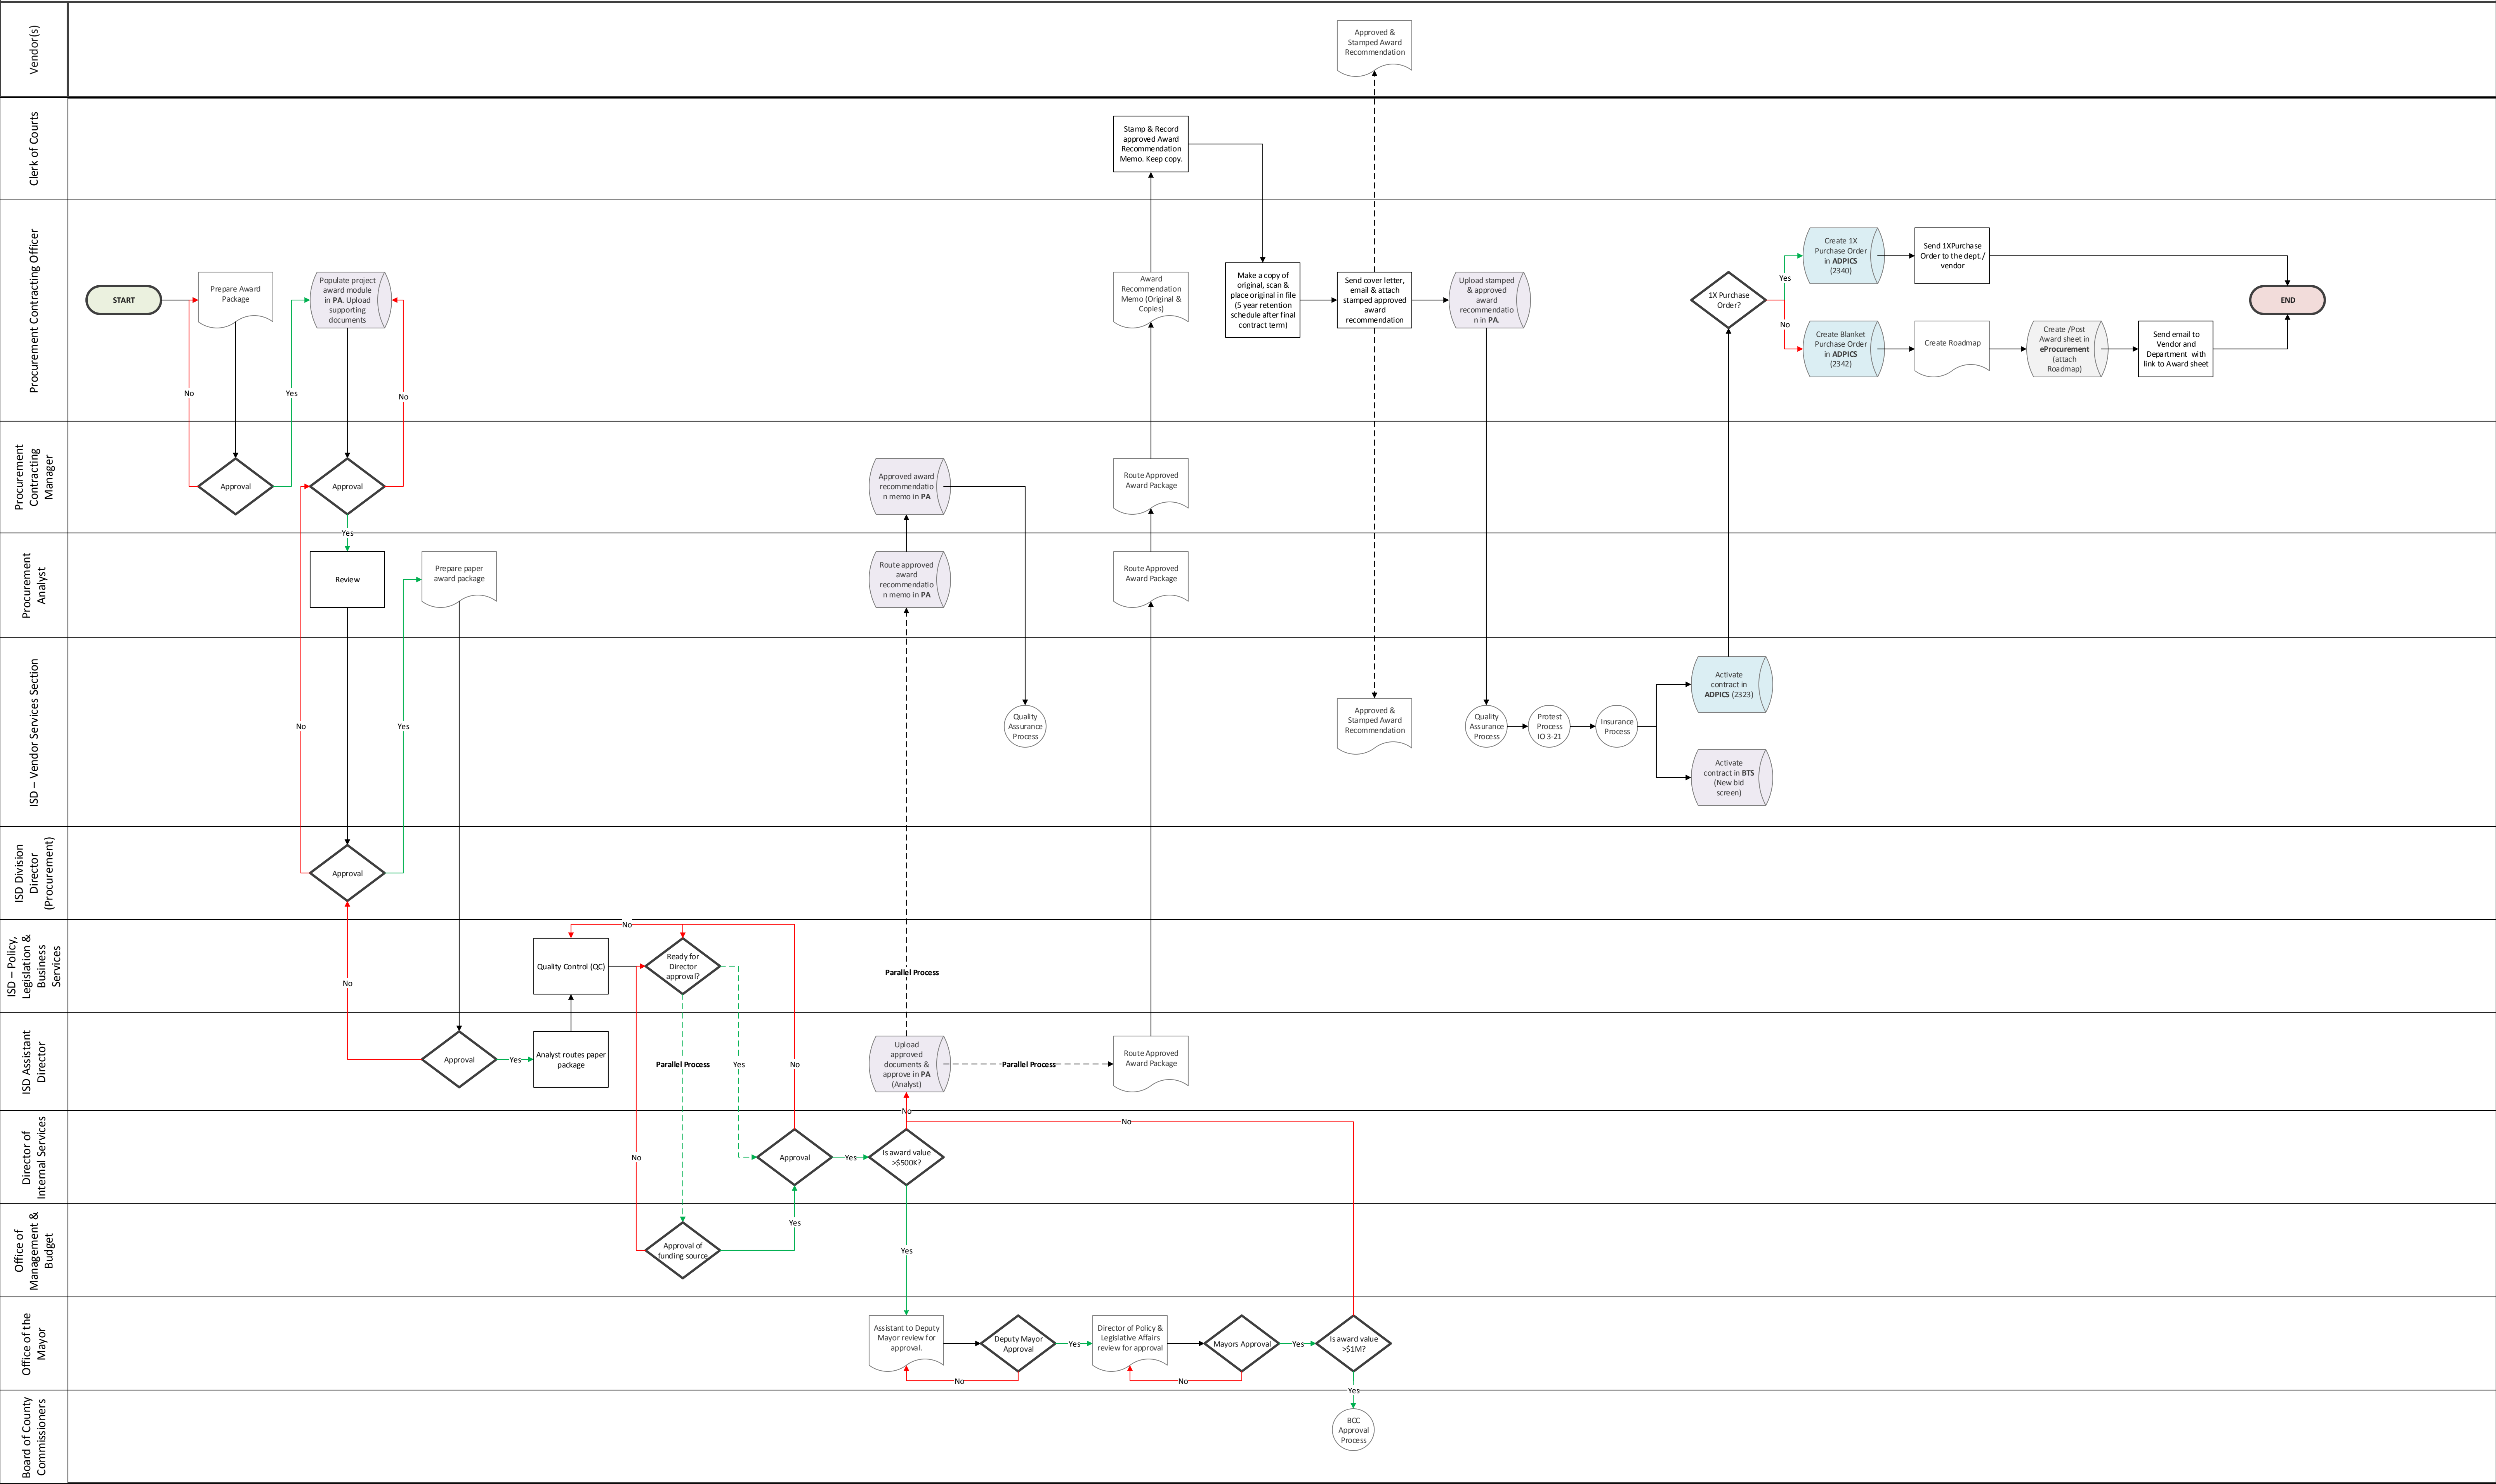 Vendor(s)
Approved &
Stamped Award
Recommendation
Clerk of Courts
Stamp & Record
approved Award
Recommendation
Memo. Keep copy.
Procurement Contracting Officer
START
Prepare Award
Package
Populate project
award module
in PA. Upload
supporting
documents
No
Yes
No
Award
Recommendation
Memo (Original &
Copies)
Make a copy of
original, scan &
place original in file
(5 year retention
schedule after final
contract term)
Send cover letter,
email & attach
stamped approved
award
recommendation
Upload stamped
& approved
award
recommendatio
n in PA.
1X Purchase
Order?
Yes
No
Create 1X
Purchase Order
in ADPICS
(2340)
Send 1XPurchase
Order to the dept./
vendor
Create Blanket
Purchase Order
in ADPICS
(2342)
Create Roadmap
Create /Post
Award sheet in
eProcurement
(attach
Roadmap)
Send email to
Vendor and
Department with
link to Award sheet
END
Procurement
Contracting
Manager
Approval
Approval
Yes
Approved award
recommendatio
n memo in PA
Route Approved
Award Package
Procurement
Analyst
Review
Prepare paper
award package
Route approved
award
recommendatio
n memo in PA
Route Approved
Award Package
ISD – Vendor Services Section
No
Yes
Quality
Assurance
Process
Approved &
Stamped Award
Recommendation
Quality
Assurance
Process
Protest
Process
IO 3-21
Insurance
Process
Activate
contract in
ADPICS (2323)
Activate
contract in BTS
(New bid
screen)
ISD Division
Director
(Procurement)
Approval
ISD – Policy,
Legislation &
Business
Services
No
No
Quality Control (QC)
Ready for
Director
approval?
Parallel Process
ISD Assistant
Director
Approval
Yes
Analyst routes paper
package
Parallel Process
Yes
No
Upload
approved
documents &
approve in PA
(Analyst)
Parallel Process
Route Approved
Award Package
Director of
Internal Services
No
Approval
Yes
No
Is award value
>$500K?
No
Office of
Management &
Budget
Approval of
funding source
Yes
Yes
Office of the
Mayor
Assistant to Deputy
Mayor review for
approval.
Deputy Mayor
Approval
No
Yes
Director of Policy &
Legislative Affairs
review for approval
Mayors Approval
No
Yes
Is award value
>$1M?
Yes
Board of County
Commissioners
BCC
Approval
Process